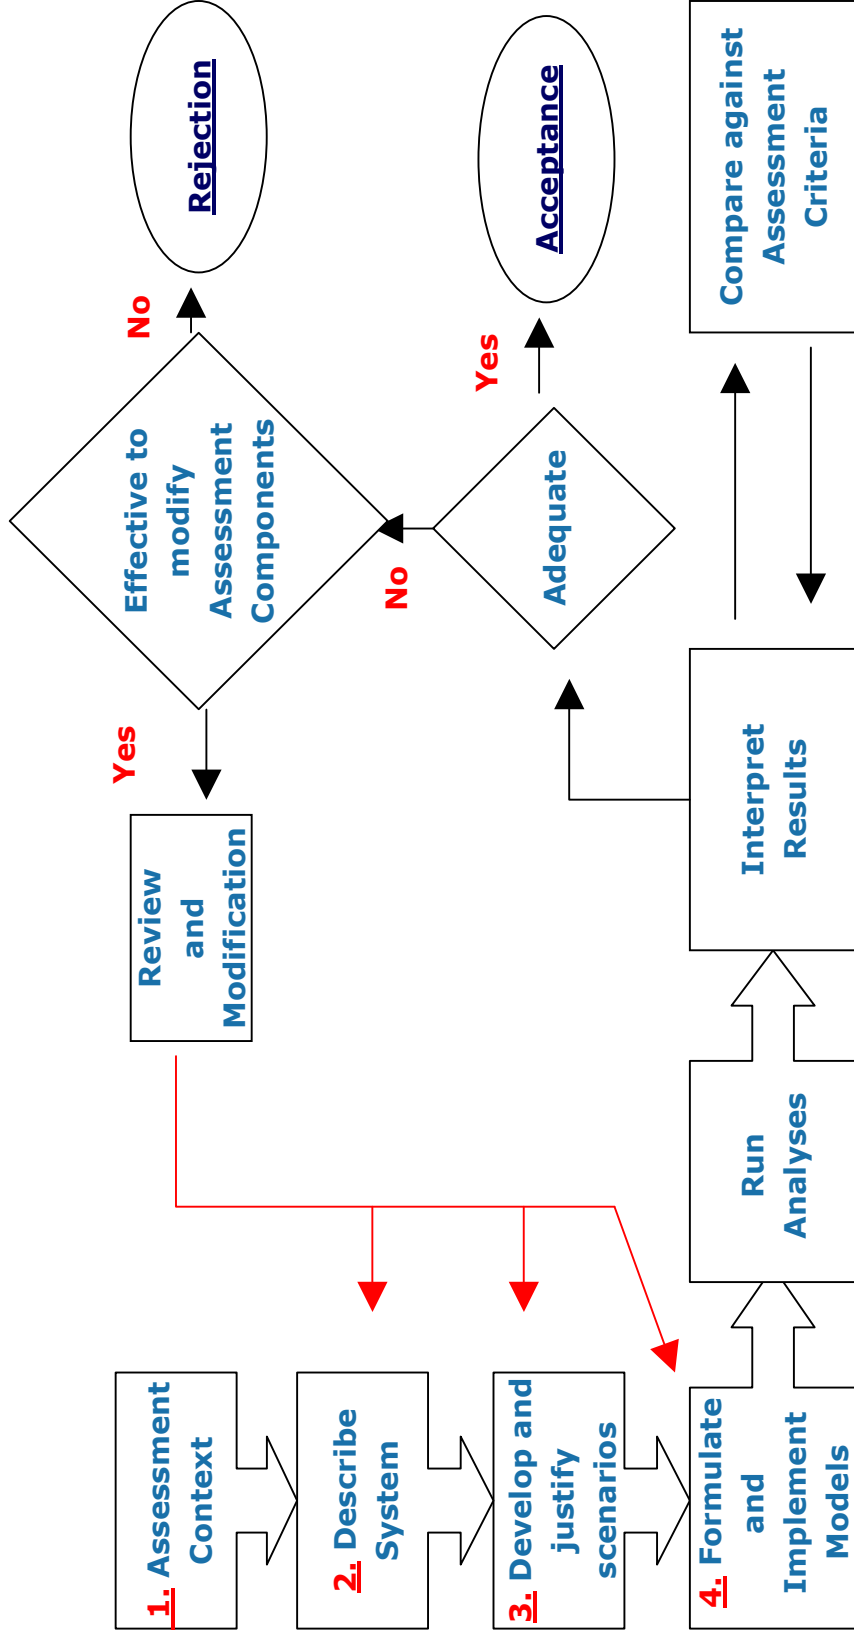 1. Assessment
Context
2. Describe
System
3. Develop and
justify
scenarios
4. Formulate
and
Implement
Models
Run
Analyses
Interpret
Results
Compare against
Assessment
Criteria
Adequate
Yes
Acceptance
No
Effective to
modify
Assessment
Components
No
Rejection
Yes
Review
and
Modification